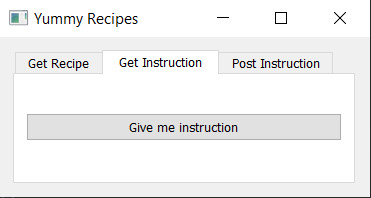 Yummy Recipes
Get Recipe Get Instruction Post Instruction
Give me instruction